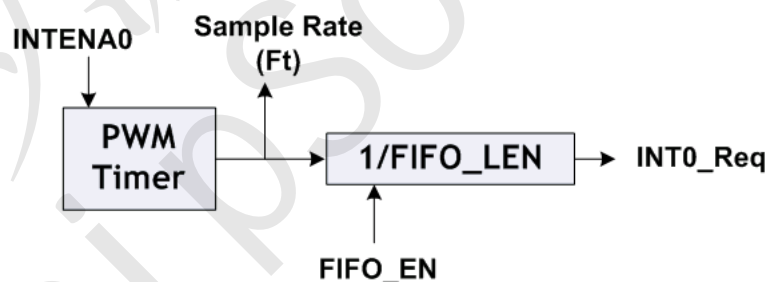 INTENA0
Sample Rate
(Ft)
PWM
Timer
1/FIFO_LEN
INT0_Req
FIFO_EN